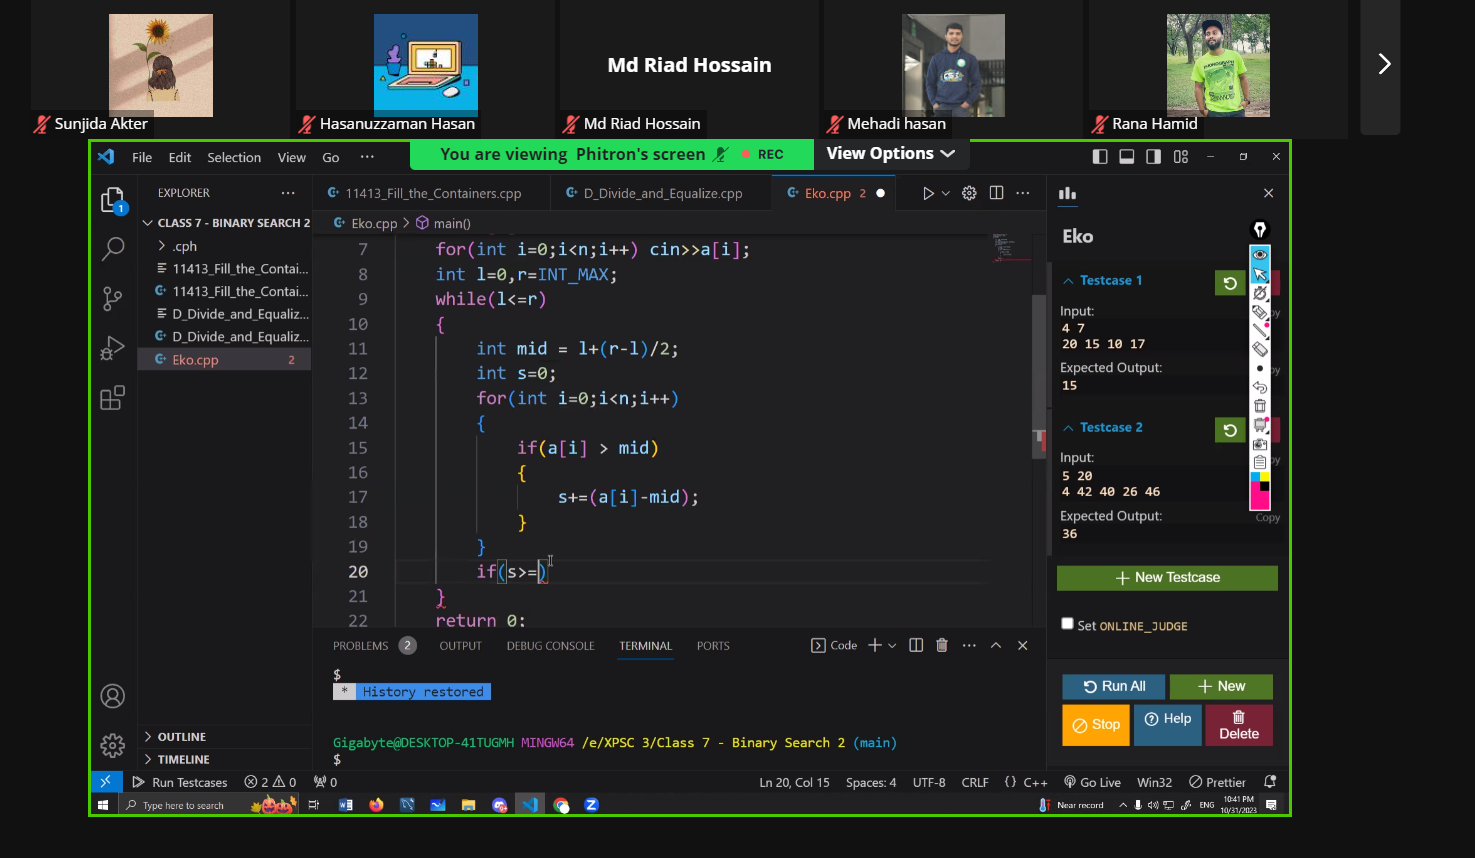 Md Riad Hossain
Sunjida Akter
Hasanuzzaman Hasan
Md Riad Hossain
Mehadi hasan
Rana Hamid
File Edit Selection View Go ···
You are viewing Phitron's screen REC
View Options
EXPLORER ···
CLASS 7 - BINARY SEARCH 2
.cph
11413_Fill_the_Contai...
11413_Fill_the_Contai...
D_Divide_and_Equaliz...
D_Divide_and_Equaliz...
Eko.cpp 2
1
OUTLINE
TIMELINE
11413_Fill_the_Containers.cpp
D_Divide_and_Equalize.cpp
Eko.cpp 2
Eko.cpp > main()
7 for(int i=0;i<n;i++) cin>>a[i];
8 int l=0,r=INT_MAX;
9 while(l<=r)
10 {
11 int mid = l+(r-l)/2;
12 int s=0;
13 for(int i=0;i<n;i++)
14 {
15 if(a[i] > mid)
16 {
17 s+=(a[i]-mid);
18 }
19 }
20 if(s>=)
21 }
22 return 0;
PROBLEMS 2 OUTPUT DEBUG CONSOLE TERMINAL PORTS
Code
$
* History restored
Gigabyte@DESKTOP-41TUGMH MINGW64 /e/XPSC 3/Class 7 - Binary Search 2 (main)
$
Eko
Testcase 1
Input:
4 7
20 15 10 17
Expected Output:
15
Testcase 2
Input:
5 20
4 42 40 26 46
Expected Output:
Copy
36
+ New Testcase
Set ONLINE_JUDGE
Run All
+ New
Stop
Help
Delete
Run Testcases 2 0 0
Ln 20, Col 15 Spaces: 4 UTF-8 CRLF {} C++ Go Live Win32 Prettier
Type here to search
Near record
ENG
10:41 PM
10/31/2023